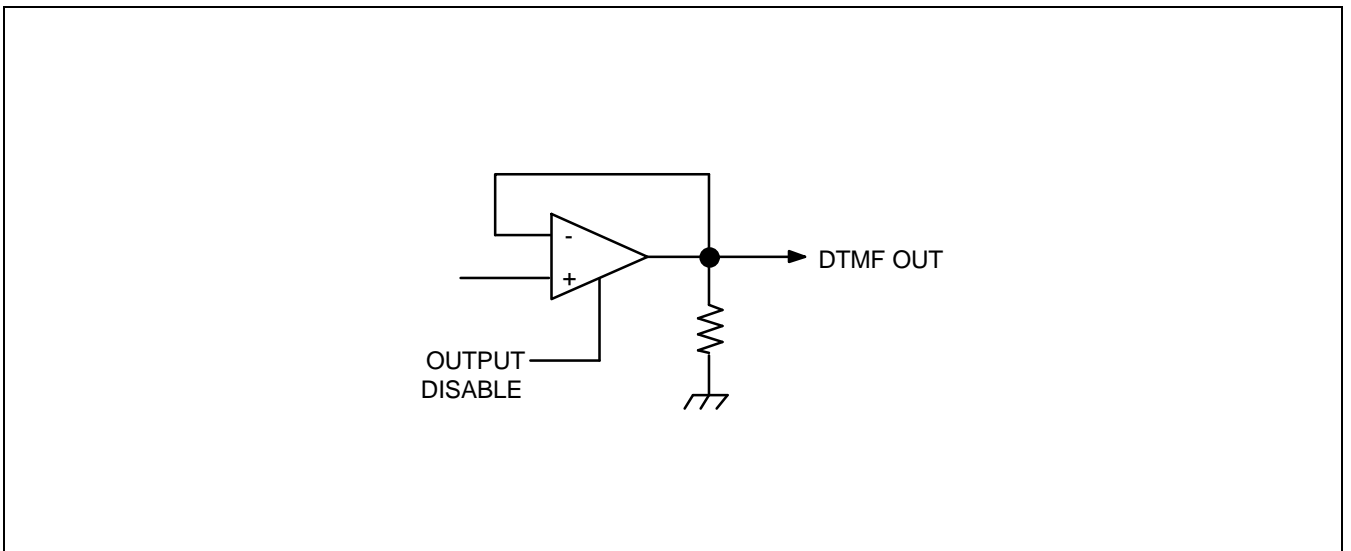 -
DTMF OUT
+
OUTPUT
DISABLE